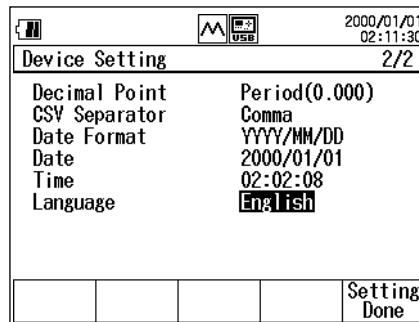 USB
2000/01/01
02:11:30
Device Setting 2/2
Decimal Point Period(0.000)
CSV Separator Comma
Date Format YYYY/MM/DD
Date 2000/01/01
Time 02:02:08
Language English
Setting
Done